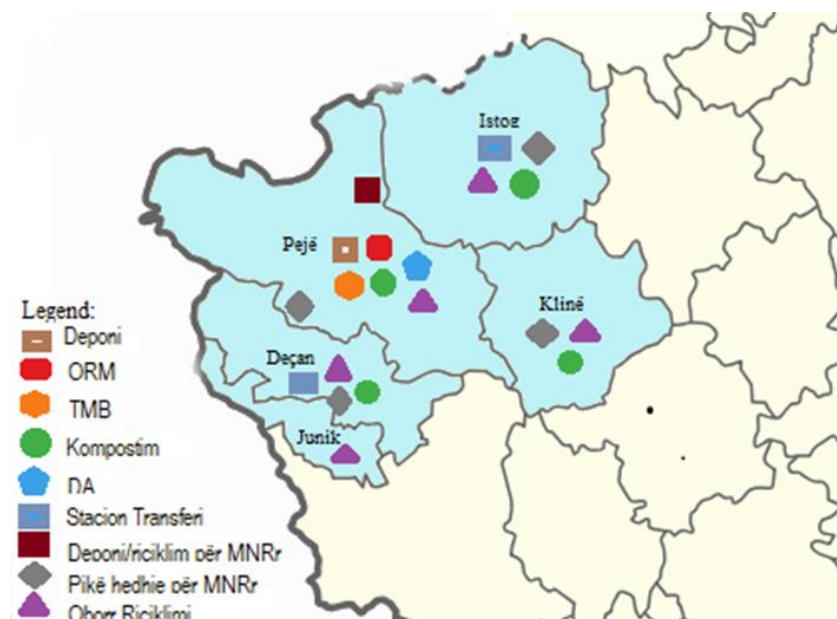 Istog
Pejë
Klinë
Deçan
Junik
Legend:
Deponi
ORM
TMB
Kompostim
DA
Stacion Transferi
Deponi/riciklim për MNRr
Pikë hedhje për MNRr
Oborr Riciklimi